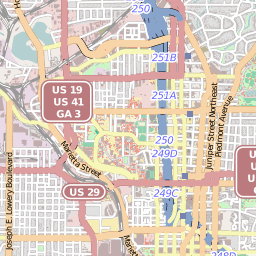 250
251B
US 19
US 41
GA 3
251A
250
249D
Marietta Street
Juniper Street Northeast
Piedmont Avenue
US 29
249C
Joseph E. Lowery Boulevard
U